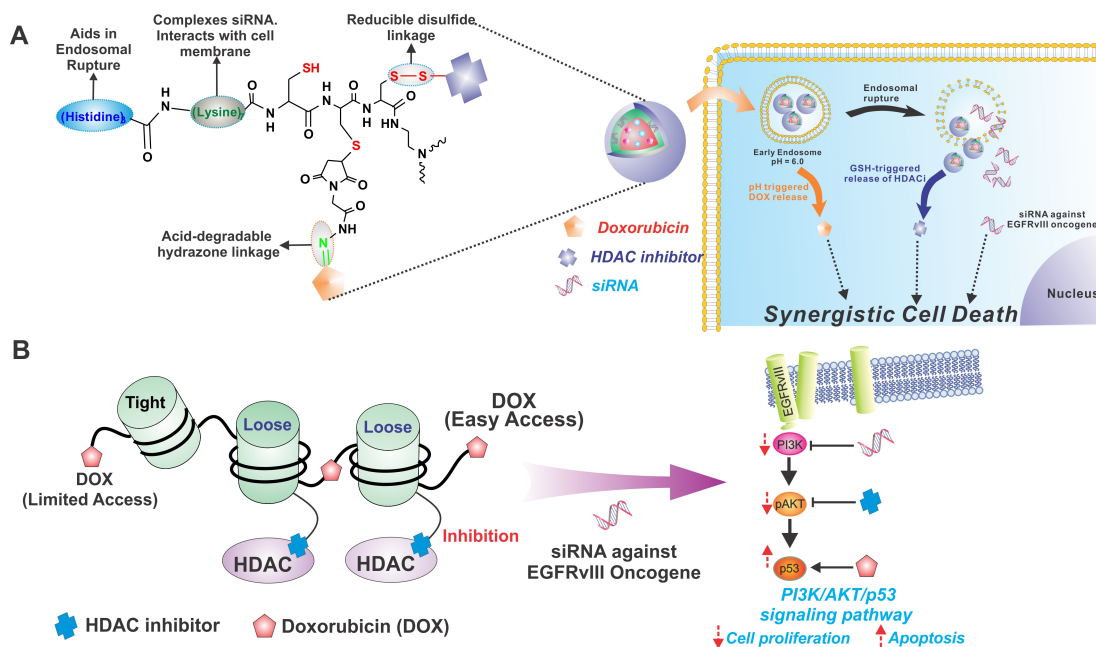 A
Aids in
Endosomal
Rupture
Complexes siRNA.
Interacts with cell
membrane
Reducible disulfide
linkage
SH
S
S
(Histidine)
(Lysine)
O
NH
O
H
N
O
H
N
O
H
N
O
HN
N
S
O
N
O
O
NH
N
Acid-degradable
hydrazone linkage
Doxorubicin
HDAC inhibitor
siRNA
Early Endosome
pH = 6.0
Endosomal
rupture
pH triggered
DOX release
GSH-triggered
release of HDACi
siRNA against
EGFRvIII oncogene
Nucleus
Synergistic Cell Death
B
Tight
Loose
Loose
DOX
(Easy Access)
DOX
(Limited Access)
HDAC
HDAC
Inhibition
siRNA against
EGFRvIII Oncogene
HDAC inhibitor
Doxorubicin (DOX)
EGFRvIII
PI3K
pAKT
p53
PI3K/AKT/p53
signaling pathway
Cell proliferation
Apoptosis